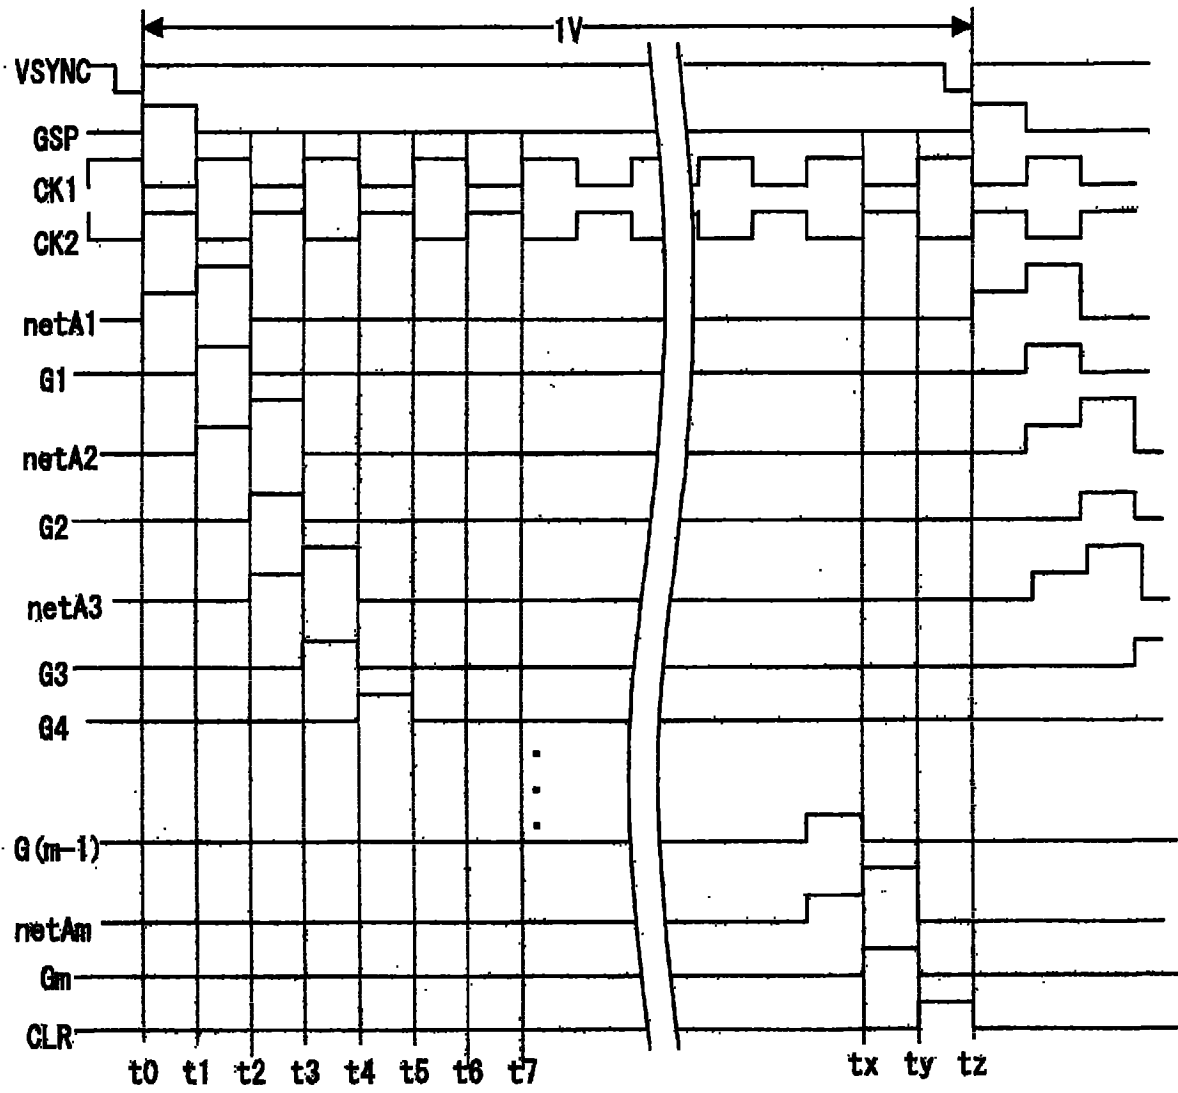 1V
VSYNC
GSP
CK1
CK2
netA1
G1
netA2
G2
netA3
G3
G4
G(m-1)
netAm
Gm
CLR
t0 t1 t2 t3 t4 t5 t6 t7 tx ty tz